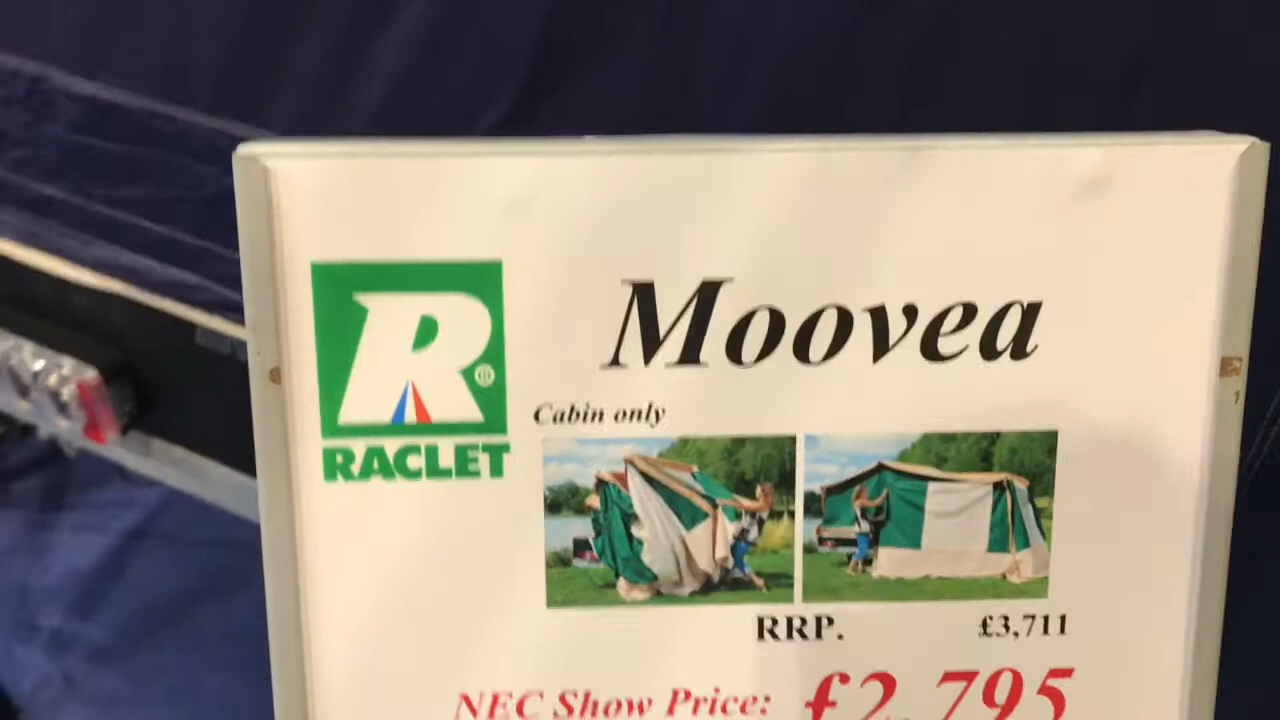 R®
RACLET
Moovea
Cabin only
RRP. £3,711
NEC Show Price: £2,795